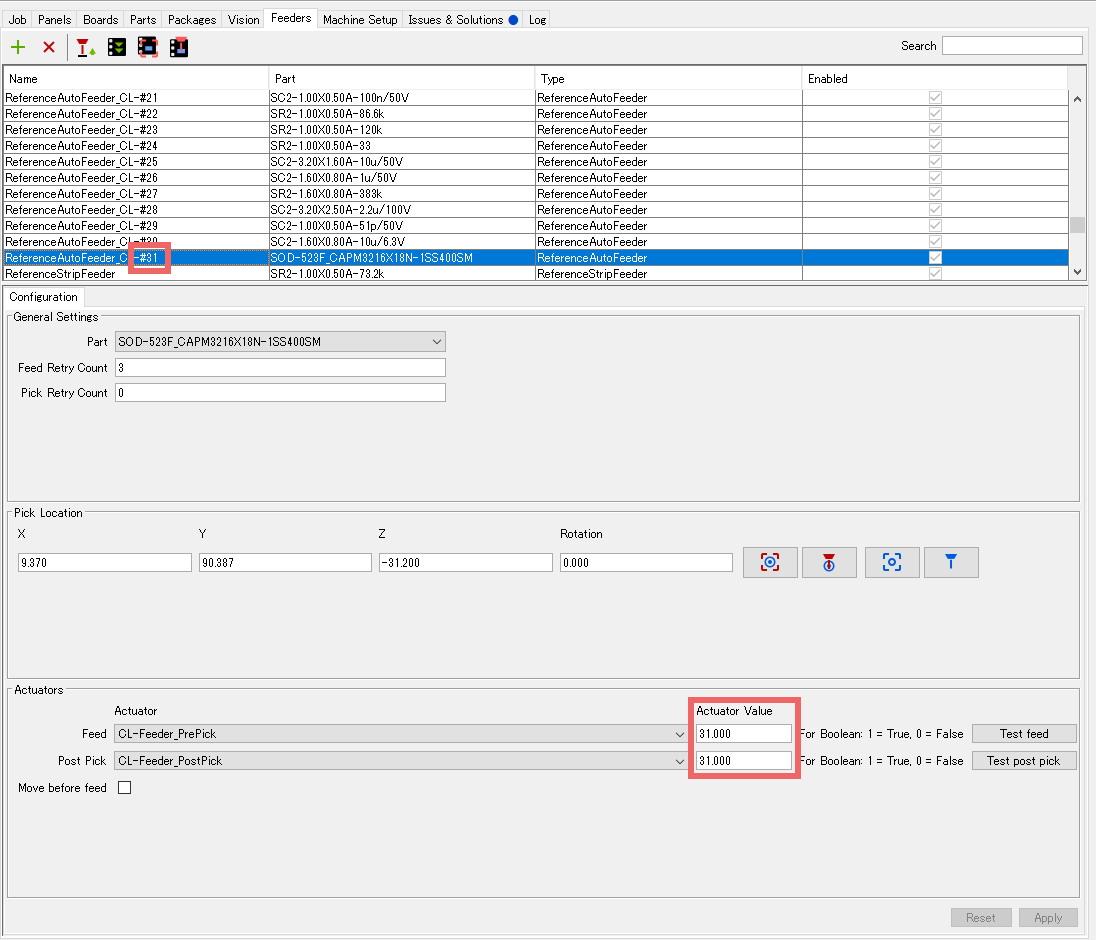 Job Panels Boards Parts Packages Vision Feeders Machine Setup Issues & Solutions Log
Search
Name Part Type Enabled
ReferenceAutoFeeder_CL-#21 SC2-1.00X0.50A-100n/50V ReferenceAutoFeeder
ReferenceAutoFeeder_CL-#22 SR2-1.00X0.50A-86.6k ReferenceAutoFeeder
ReferenceAutoFeeder_CL-#23 SR2-1.00X0.50A-120k ReferenceAutoFeeder
ReferenceAutoFeeder_CL-#24 SR2-1.00X0.50A-33 ReferenceAutoFeeder
ReferenceAutoFeeder_CL-#25 SC2-3.20X1.60A-10u/50V ReferenceAutoFeeder
ReferenceAutoFeeder_CL-#26 SC2-1.60X0.80A-1u/50V ReferenceAutoFeeder
ReferenceAutoFeeder_CL-#27 SR2-1.60X0.80A-383k ReferenceAutoFeeder
ReferenceAutoFeeder_CL-#28 SC2-3.20X2.50A-2.2u/100V ReferenceAutoFeeder
ReferenceAutoFeeder_CL-#29 SC2-1.00X0.50A-51p/50V ReferenceAutoFeeder
ReferenceAutoFeeder_CL-#30 SC2-1.60X0.80A-10u/6.3V ReferenceAutoFeeder
ReferenceAutoFeeder_CL-#31 SOD-523F_CAPM3216X18N-1SS400SM ReferenceAutoFeeder
ReferenceStripFeeder SR2-1.00X0.50A-73.2k ReferenceStripFeeder
Configuration
General Settings
Part SOD-523F_CAPM3216X18N-1SS400SM
Feed Retry Count 3
Pick Retry Count 0
Pick Location
X Y Z Rotation
9.370 90.387 -31.200 0.000
Actuators
Actuator Actuator Value
Feed CL-Feeder_PrePick 31.000 For Boolean: 1 = True, 0 = False Test feed
Post Pick CL-Feeder_PostPick 31.000 For Boolean: 1 = True, 0 = False Test post pick
Move before feed
Reset Apply